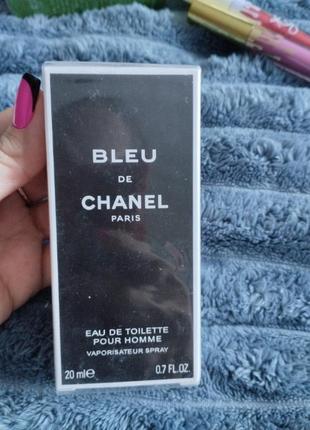 BLEU
DE
CHANEL
PARIS
EAU DE TOILETTE
POUR HOMME
VAPORISATEUR SPRAY
20 ml℮ 0.7 FL.OZ.